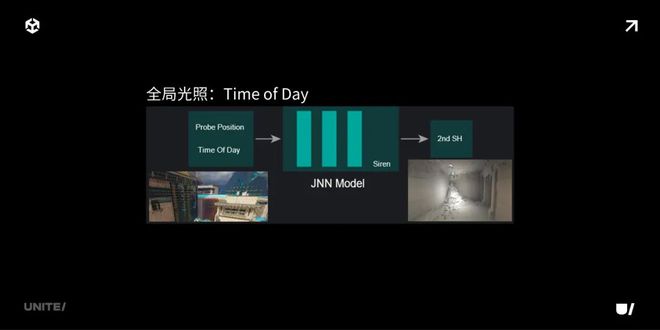 全局光照：Time of Day
Probe Position
Time Of Day
Siren
2nd SH
JNN Model
UNITE/
U/